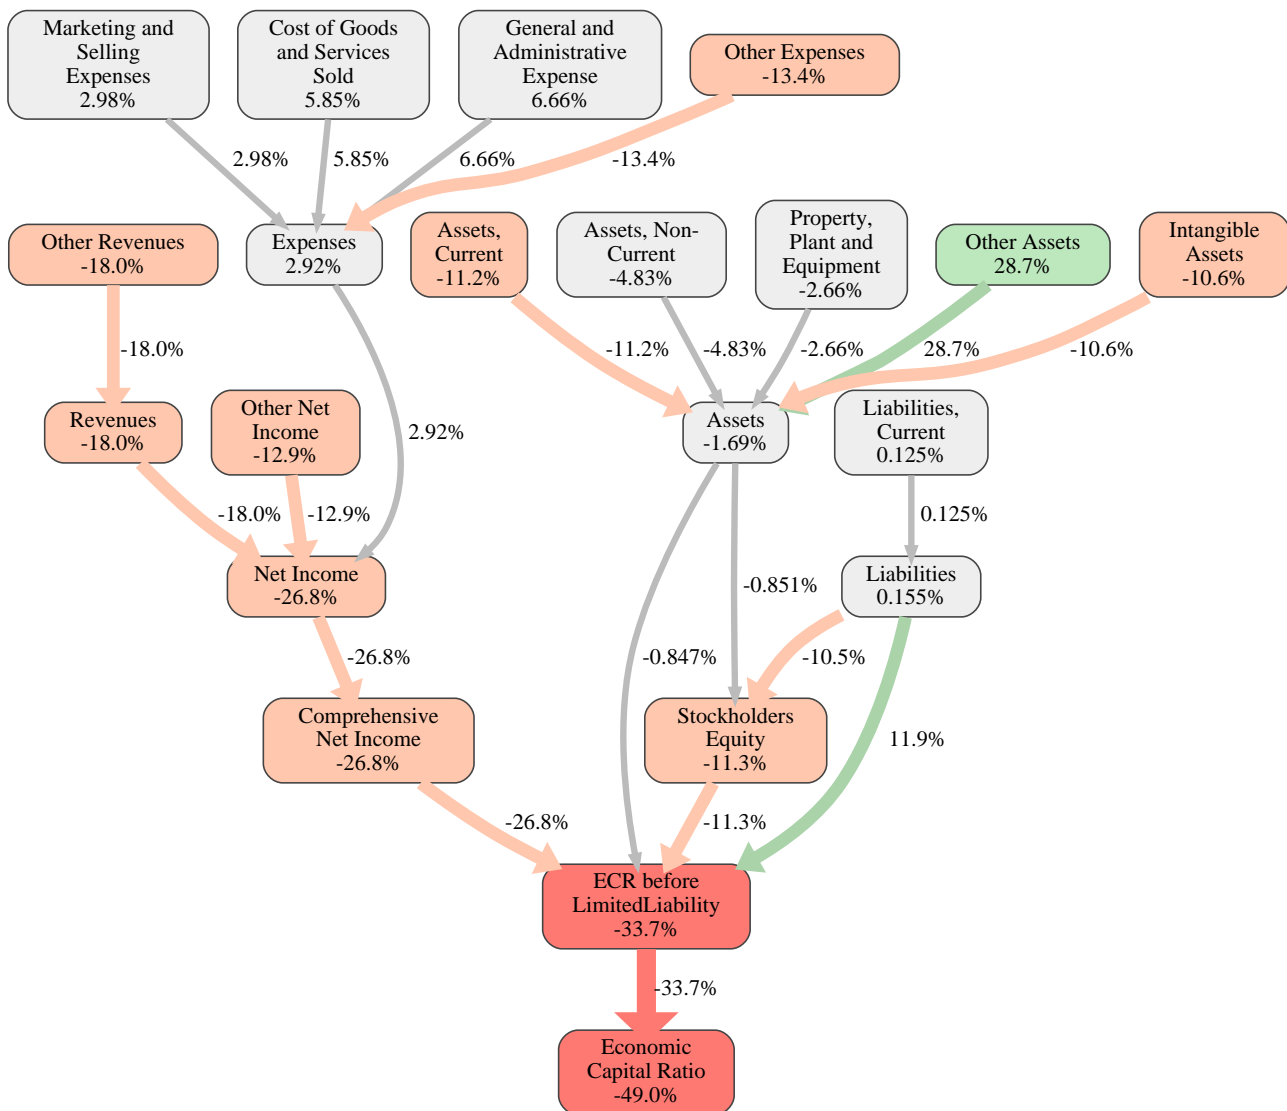 Marketing and
Selling
Expenses
2.98%
Cost of Goods
and Services
Sold
5.85%
General and
Administrative
Expense
6.66%
Other Expenses
-13.4%
2.98%
5.85%
6.66%
-13.4%
Other Revenues
-18.0%
Expenses
2.92%
Assets,
Current
-11.2%
Assets, Non-
Current
-4.83%
Property,
Plant and
Equipment
-2.66%
Other Assets
28.7%
Intangible
Assets
-10.6%
-18.0%
-11.2%
-4.83%
-2.66%
28.7%
-10.6%
Revenues
-18.0%
Other Net
Income
-12.9%
2.92%
Assets
-1.69%
Liabilities,
Current
0.125%
-18.0%
-12.9%
0.125%
Net Income
-26.8%
-0.851%
Liabilities
0.155%
-26.8%
-0.847%
-10.5%
Comprehensive
Net Income
-26.8%
Stockholders
Equity
-11.3%
11.9%
-26.8%
-11.3%
ECR before
LimitedLiability
-33.7%
-33.7%
Economic
Capital Ratio
-49.0%